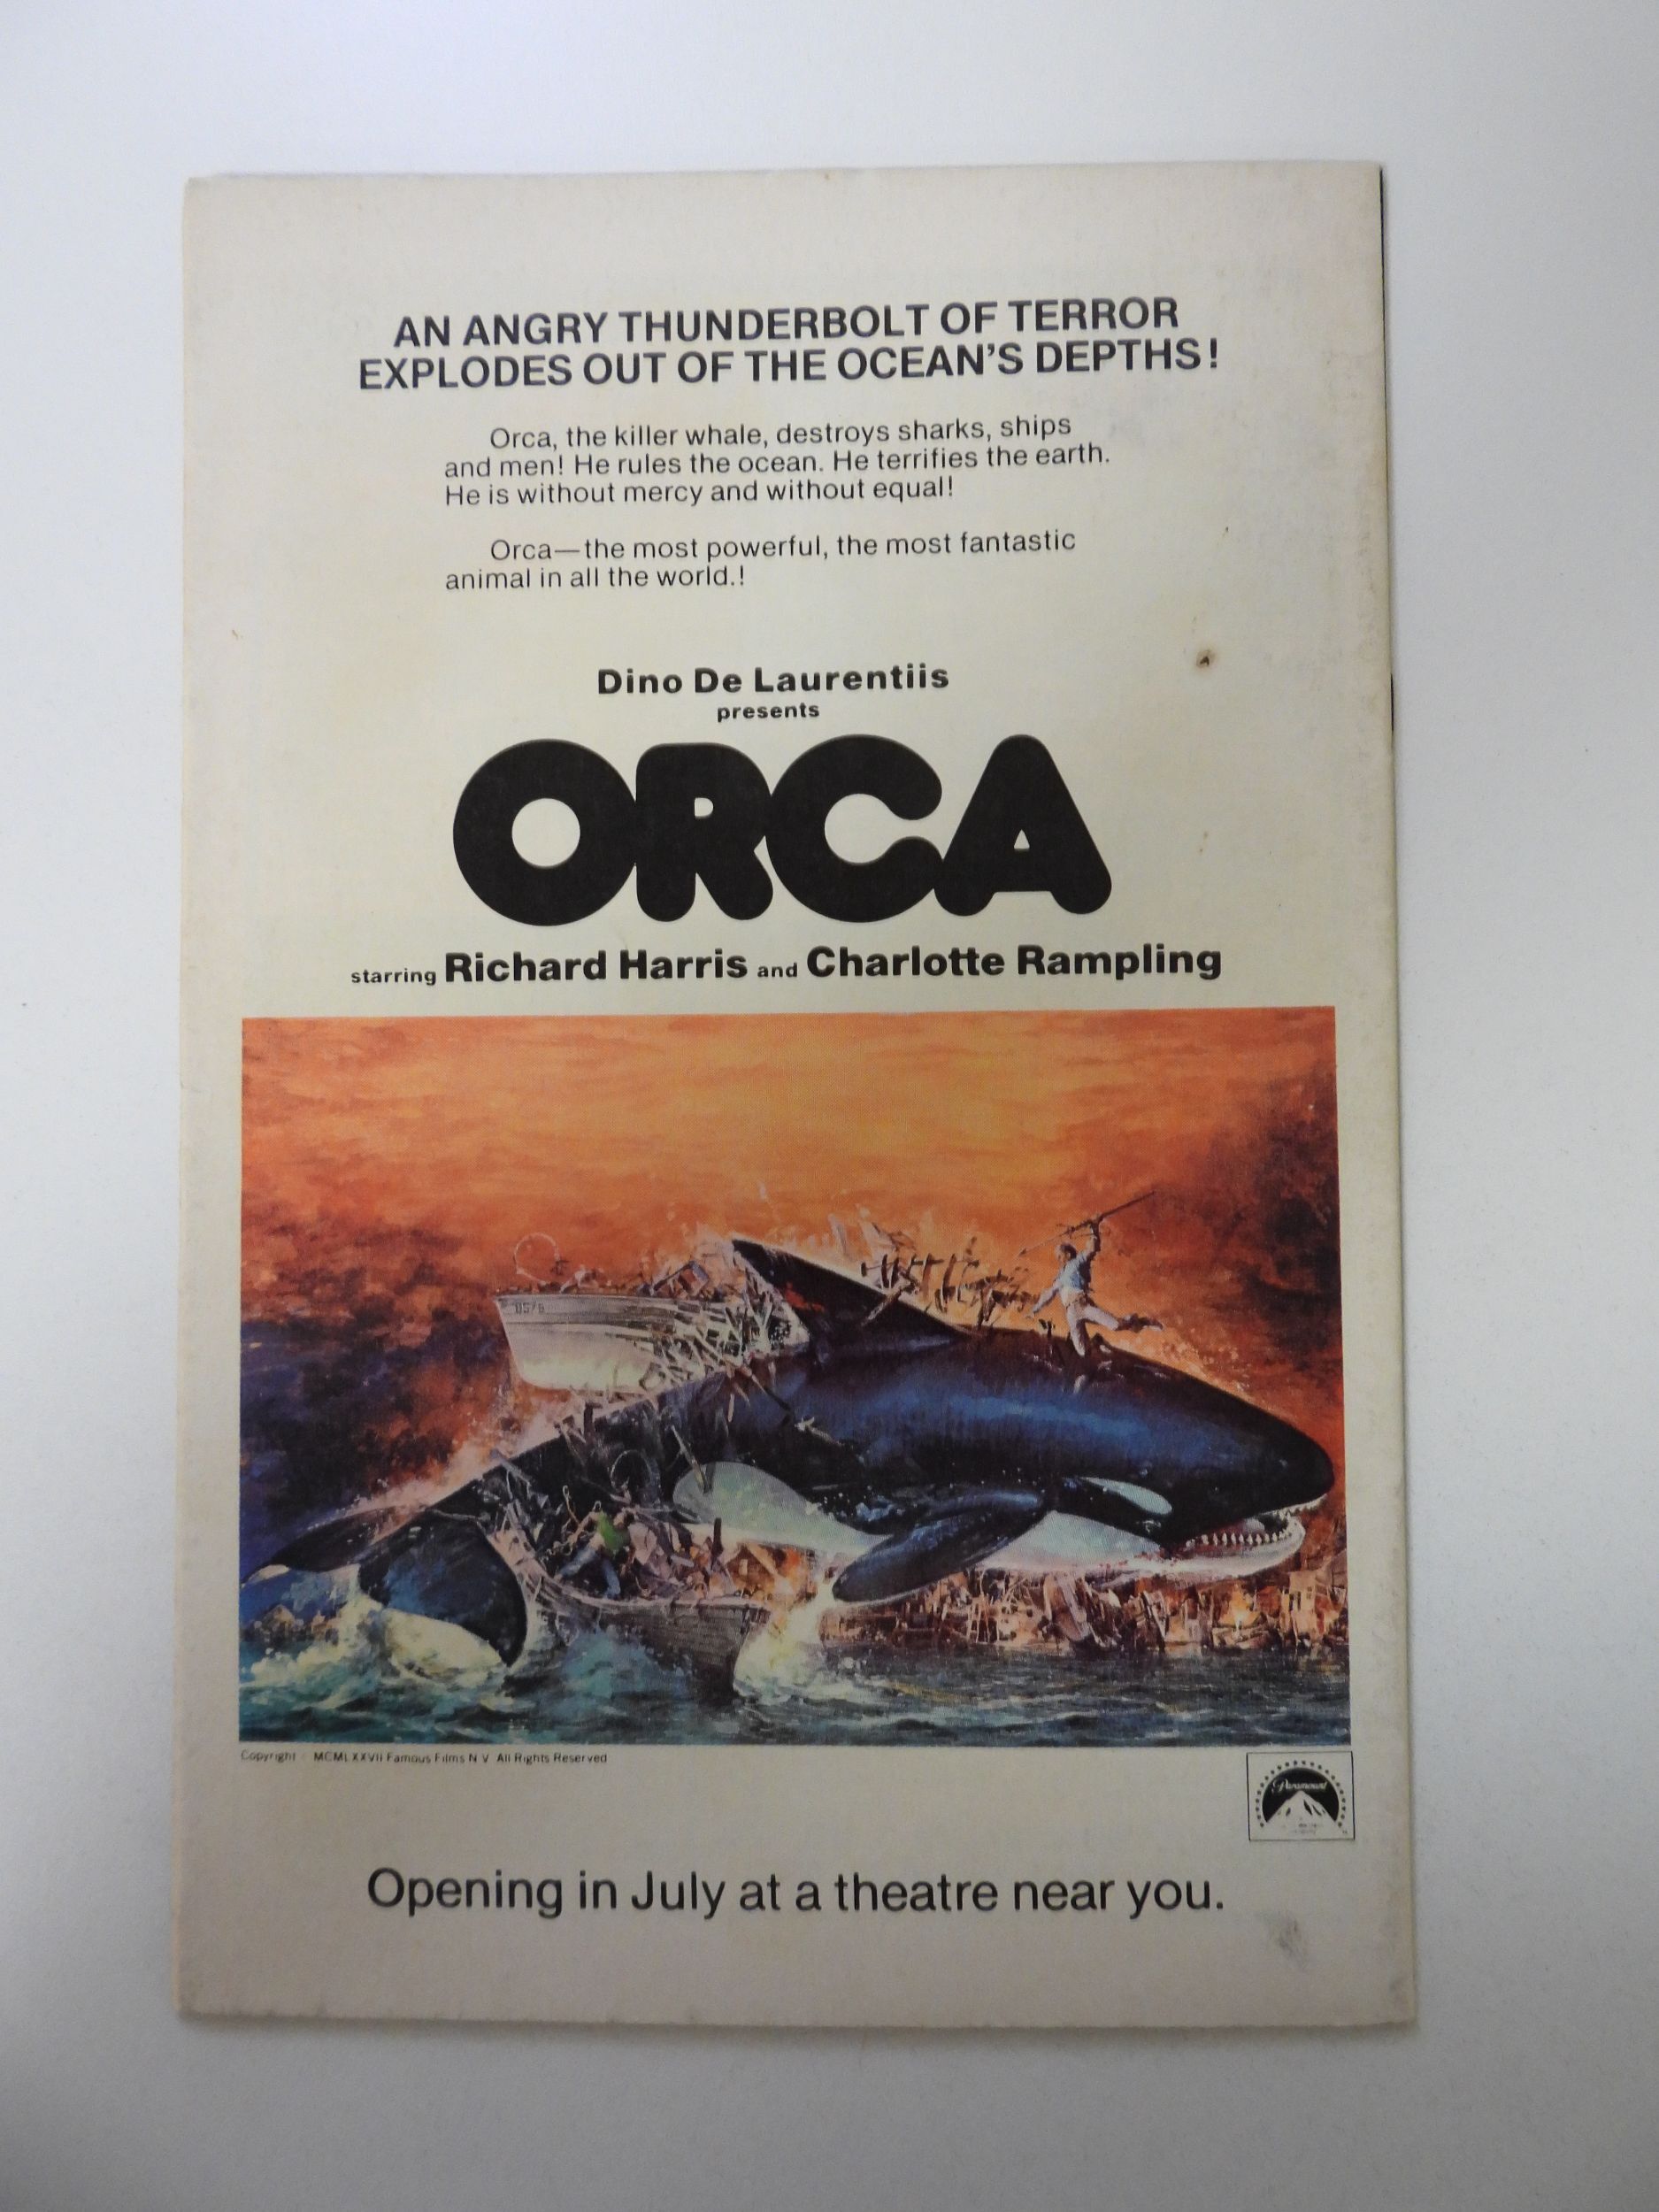 AN ANGRY THUNDERBOLT OF TERROR
EXPLODES OUT OF THE OCEAN'S DEPTHS!
Orca, the killer whale, destroys sharks, ships
and men! He rules the ocean. He terrifies the earth.
He is without mercy and without equal!
Orca—the most powerful, the most fantastic
animal in all the world.!
Dino De Laurentiis
presents
ORCA
starring Richard Harris and Charlotte Rampling
Copyright MCMLXXVII Famous Films N V All Rights Reserved
Paramount
Opening in July at a theatre near you.